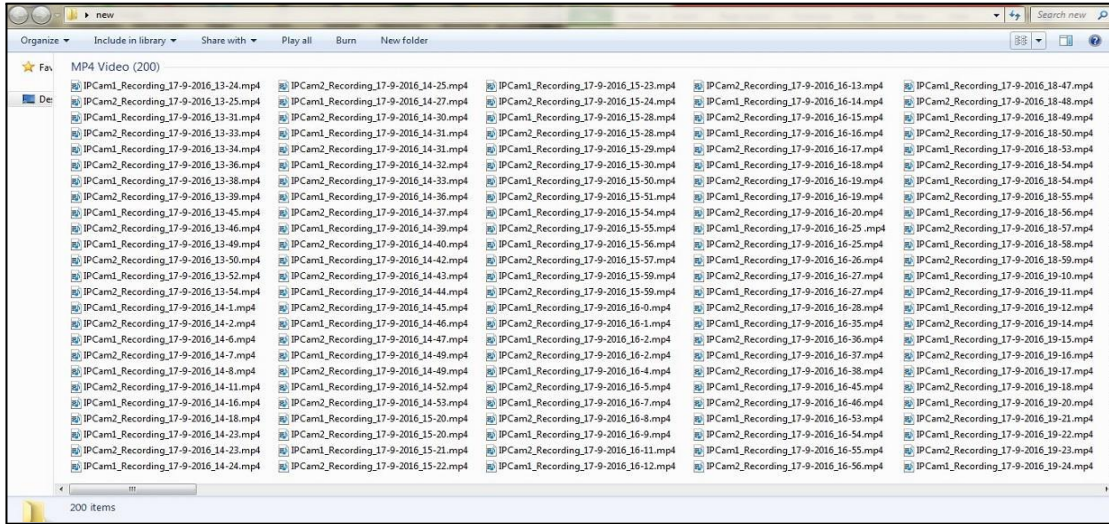 new
Search new
Organize
Include in library
Share with
Play all
Burn
New folder
Fav
Des
MP4 Video (200)
IPCam1_Recording_17-9-2016_13-24.mp4
IPCam2_Recording_17-9-2016_13-25.mp4
IPCam1_Recording_17-9-2016_13-31.mp4
IPCam2_Recording_17-9-2016_13-33.mp4
IPCam1_Recording_17-9-2016_13-34.mp4
IPCam2_Recording_17-9-2016_13-36.mp4
IPCam1_Recording_17-9-2016_13-38.mp4
IPCam2_Recording_17-9-2016_13-39.mp4
IPCam1_Recording_17-9-2016_13-45.mp4
IPCam2_Recording_17-9-2016_13-46.mp4
IPCam1_Recording_17-9-2016_13-49.mp4
IPCam2_Recording_17-9-2016_13-50.mp4
IPCam1_Recording_17-9-2016_13-52.mp4
IPCam2_Recording_17-9-2016_13-54.mp4
IPCam1_Recording_17-9-2016_14-1.mp4
IPCam2_Recording_17-9-2016_14-2.mp4
IPCam1_Recording_17-9-2016_14-6.mp4
IPCam2_Recording_17-9-2016_14-7.mp4
IPCam1_Recording_17-9-2016_14-8.mp4
IPCam2_Recording_17-9-2016_14-11.mp4
IPCam1_Recording_17-9-2016_14-16.mp4
IPCam2_Recording_17-9-2016_14-18.mp4
IPCam1_Recording_17-9-2016_14-23.mp4
IPCam2_Recording_17-9-2016_14-23.mp4
IPCam1_Recording_17-9-2016_14-24.mp4
IPCam2_Recording_17-9-2016_14-25.mp4
IPCam2_Recording_17-9-2016_14-27.mp4
IPCam1_Recording_17-9-2016_14-30.mp4
IPCam2_Recording_17-9-2016_14-31.mp4
IPCam1_Recording_17-9-2016_14-31.mp4
IPCam1_Recording_17-9-2016_14-32.mp4
IPCam2_Recording_17-9-2016_14-33.mp4
IPCam1_Recording_17-9-2016_14-36.mp4
IPCam2_Recording_17-9-2016_14-37.mp4
IPCam1_Recording_17-9-2016_14-39.mp4
IPCam2_Recording_17-9-2016_14-40.mp4
IPCam1_Recording_17-9-2016_14-42.mp4
IPCam2_Recording_17-9-2016_14-43.mp4
IPCam1_Recording_17-9-2016_14-44.mp4
IPCam2_Recording_17-9-2016_14-45.mp4
IPCam1_Recording_17-9-2016_14-46.mp4
IPCam2_Recording_17-9-2016_14-47.mp4
IPCam1_Recording_17-9-2016_14-49.mp4
IPCam2_Recording_17-9-2016_14-49.mp4
IPCam1_Recording_17-9-2016_14-52.mp4
IPCam2_Recording_17-9-2016_14-53.mp4
IPCam2_Recording_17-9-2016_15-20.mp4
IPCam1_Recording_17-9-2016_15-20.mp4
IPCam1_Recording_17-9-2016_15-21.mp4
IPCam2_Recording_17-9-2016_15-22.mp4
IPCam1_Recording_17-9-2016_15-23.mp4
IPCam2_Recording_17-9-2016_15-24.mp4
IPCam1_Recording_17-9-2016_15-28.mp4
IPCam2_Recording_17-9-2016_15-28.mp4
IPCam1_Recording_17-9-2016_15-29.mp4
IPCam2_Recording_17-9-2016_15-30.mp4
IPCam1_Recording_17-9-2016_15-50.mp4
IPCam2_Recording_17-9-2016_15-51.mp4
IPCam1_Recording_17-9-2016_15-54.mp4
IPCam2_Recording_17-9-2016_15-55.mp4
IPCam1_Recording_17-9-2016_15-56.mp4
IPCam2_Recording_17-9-2016_15-57.mp4
IPCam1_Recording_17-9-2016_15-59.mp4
IPCam2_Recording_17-9-2016_15-59.mp4
IPCam1_Recording_17-9-2016_16-0.mp4
IPCam2_Recording_17-9-2016_16-1.mp4
IPCam1_Recording_17-9-2016_16-2.mp4
IPCam2_Recording_17-9-2016_16-2.mp4
IPCam1_Recording_17-9-2016_16-4.mp4
IPCam2_Recording_17-9-2016_16-5.mp4
IPCam1_Recording_17-9-2016_16-7.mp4
IPCam2_Recording_17-9-2016_16-8.mp4
IPCam1_Recording_17-9-2016_16-9.mp4
IPCam2_Recording_17-9-2016_16-11.mp4
IPCam1_Recording_17-9-2016_16-12.mp4
IPCam2_Recording_17-9-2016_16-13.mp4
IPCam1_Recording_17-9-2016_16-14.mp4
IPCam2_Recording_17-9-2016_16-15.mp4
IPCam1_Recording_17-9-2016_16-16.mp4
IPCam2_Recording_17-9-2016_16-17.mp4
IPCam1_Recording_17-9-2016_16-18.mp4
IPCam2_Recording_17-9-2016_16-19.mp4
IPCam1_Recording_17-9-2016_16-19.mp4
IPCam2_Recording_17-9-2016_16-20.mp4
IPCam1_Recording_17-9-2016_16-25 .mp4
IPCam2_Recording_17-9-2016_16-25.mp4
IPCam1_Recording_17-9-2016_16-26.mp4
IPCam2_Recording_17-9-2016_16-27.mp4
IPCam1_Recording_17-9-2016_16-27.mp4
IPCam2_Recording_17-9-2016_16-28.mp4
IPCam1_Recording_17-9-2016_16-35.mp4
IPCam2_Recording_17-9-2016_16-36.mp4
IPCam1_Recording_17-9-2016_16-37.mp4
IPCam2_Recording_17-9-2016_16-38.mp4
IPCam1_Recording_17-9-2016_16-45.mp4
IPCam2_Recording_17-9-2016_16-46.mp4
IPCam1_Recording_17-9-2016_16-53.mp4
IPCam2_Recording_17-9-2016_16-54.mp4
IPCam1_Recording_17-9-2016_16-55.mp4
IPCam2_Recording_17-9-2016_16-56.mp4
IPCam1_Recording_17-9-2016_18-47.mp4
IPCam2_Recording_17-9-2016_18-48.mp4
IPCam1_Recording_17-9-2016_18-49.mp4
IPCam2_Recording_17-9-2016_18-50.mp4
IPCam1_Recording_17-9-2016_18-53.mp4
IPCam2_Recording_17-9-2016_18-54.mp4
IPCam1_Recording_17-9-2016_18-54.mp4
IPCam2_Recording_17-9-2016_18-55.mp4
IPCam1_Recording_17-9-2016_18-56.mp4
IPCam2_Recording_17-9-2016_18-57.mp4
IPCam1_Recording_17-9-2016_18-58.mp4
IPCam2_Recording_17-9-2016_18-59.mp4
IPCam1_Recording_17-9-2016_19-10.mp4
IPCam2_Recording_17-9-2016_19-11.mp4
IPCam1_Recording_17-9-2016_19-12.mp4
IPCam2_Recording_17-9-2016_19-14.mp4
IPCam1_Recording_17-9-2016_19-15.mp4
IPCam2_Recording_17-9-2016_19-16.mp4
IPCam1_Recording_17-9-2016_19-17.mp4
IPCam2_Recording_17-9-2016_19-18.mp4
IPCam1_Recording_17-9-2016_19-20.mp4
IPCam2_Recording_17-9-2016_19-21.mp4
IPCam1_Recording_17-9-2016_19-22.mp4
IPCam2_Recording_17-9-2016_19-23.mp4
IPCam1_Recording_17-9-2016_19-24.mp4
200 items